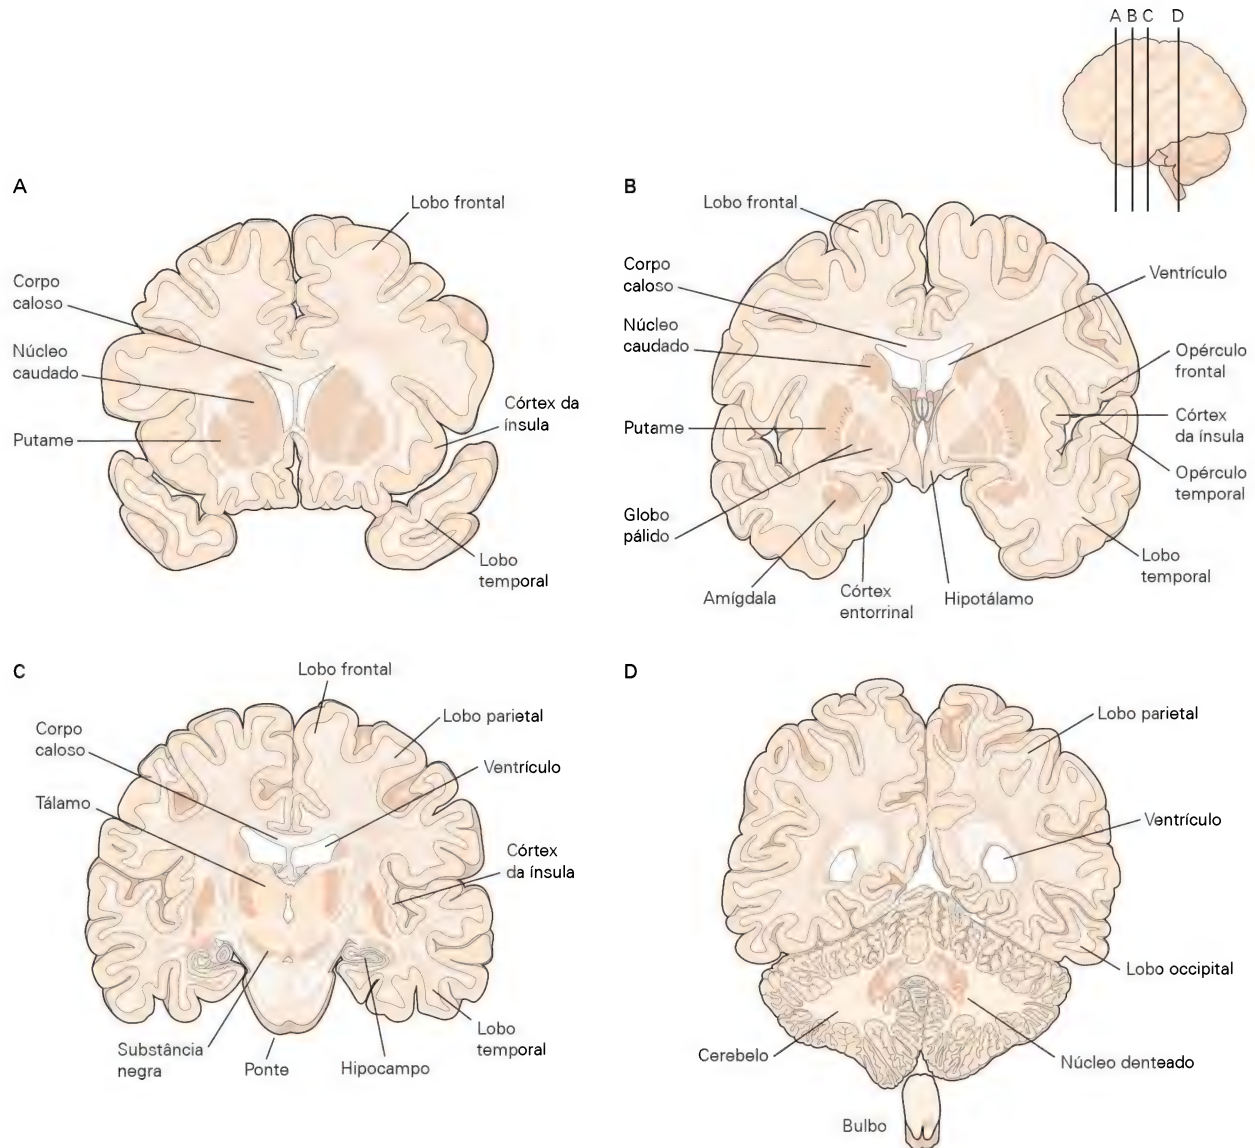 A B C D
A
Lobo frontal
Corpo
caloso
Núcleo
caudado
Putame
Córtex da
ínsula
Lobo
temporal
B
Lobo frontal
Corpo
caloso
Núcleo
caudado
Putame
Globo
pálido
Amígdala
Córtex
entorrinal
Hipotálamo
Ventrículo
Opérculo
frontal
Córtex
da ínsula
Opérculo
temporal
Lobo
temporal
C
Lobo frontal
Lobo parietal
Corpo
caloso
Ventrículo
Tálamo
Córtex
da ínsula
Substância
negra
Ponte
Hipocampo
Lobo
temporal
D
Lobo parietal
Ventrículo
Lobo occipital
Cerebelo
Núcleo denteado
Bulbo